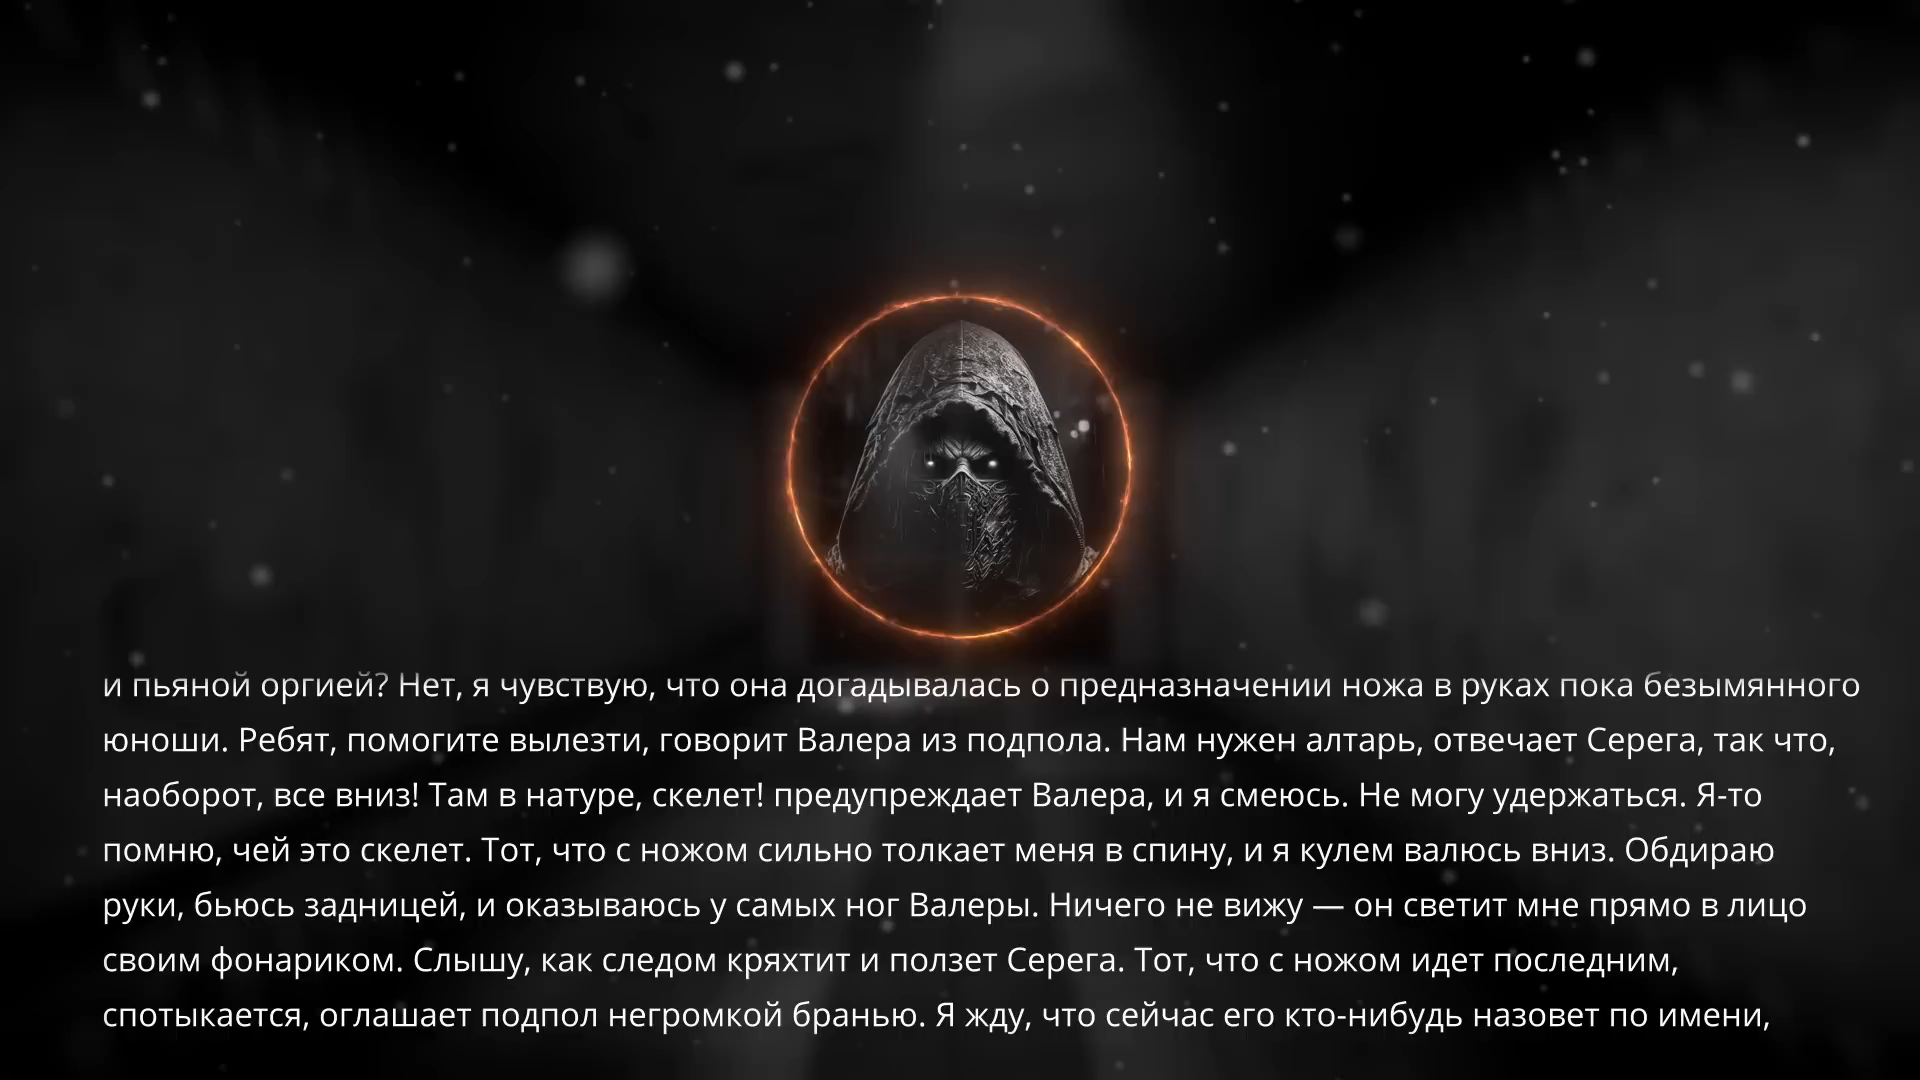 и пьяной оргией? Нет, я чувствую, что она догадывалась о предназначении ножа в руках пока безымянного
юноши. Ребят, помогите вылезти, говорит Валера из подпола. Нам нужен алтарь, отвечает Серега, так что,
наоборот, все вниз! Там в натуре, скелет! предупреждает Валера, и я смеюсь. Не могу удержаться. Я-то
помню, чей это скелет. Тот, что с ножом сильно толкает меня в спину, и я кулем валюсь вниз. Обдираю
руки, бьюсь задницей, и оказываюсь у самых ног Валеры. Ничего не вижу — он светит мне прямо в лицо
своим фонариком. Слышу, как следом кряхтит и ползет Серега. Тот, что с ножом идет последним,
спотыкается, оглашает подпол негромкой бранью. Я жду, что сейчас его кто-нибудь назовет по имени,